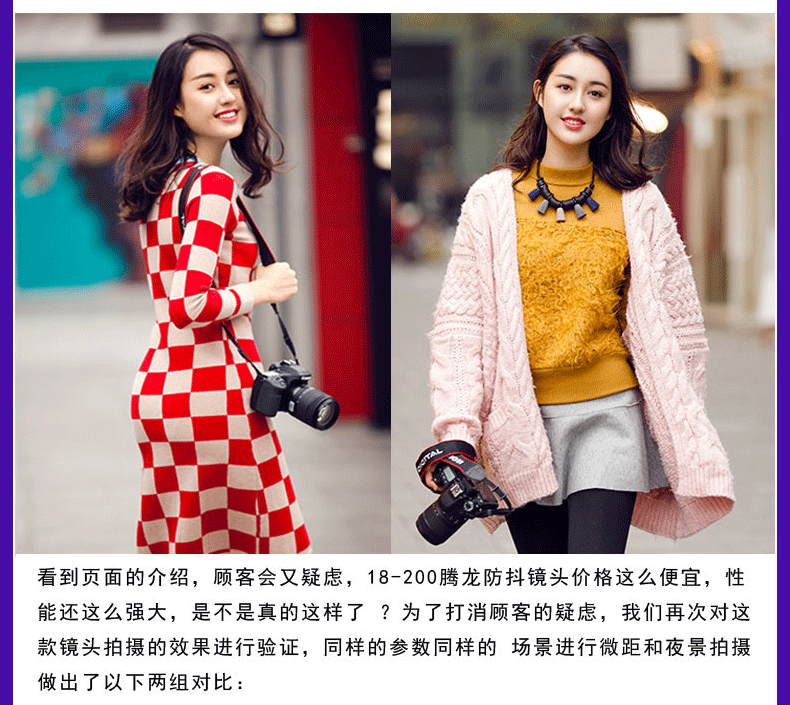 DIGITAL
看到页面的介绍，顾客会又疑虑，18-200腾龙防抖镜头价格这么便宜，性
能还这么强大，是不是真的这样了 ？为了打消顾客的疑虑，我们再次对这
款镜头拍摄的效果进行验证，同样的参数同样的 场景进行微距和夜景拍摄
做出了以下两组对比：